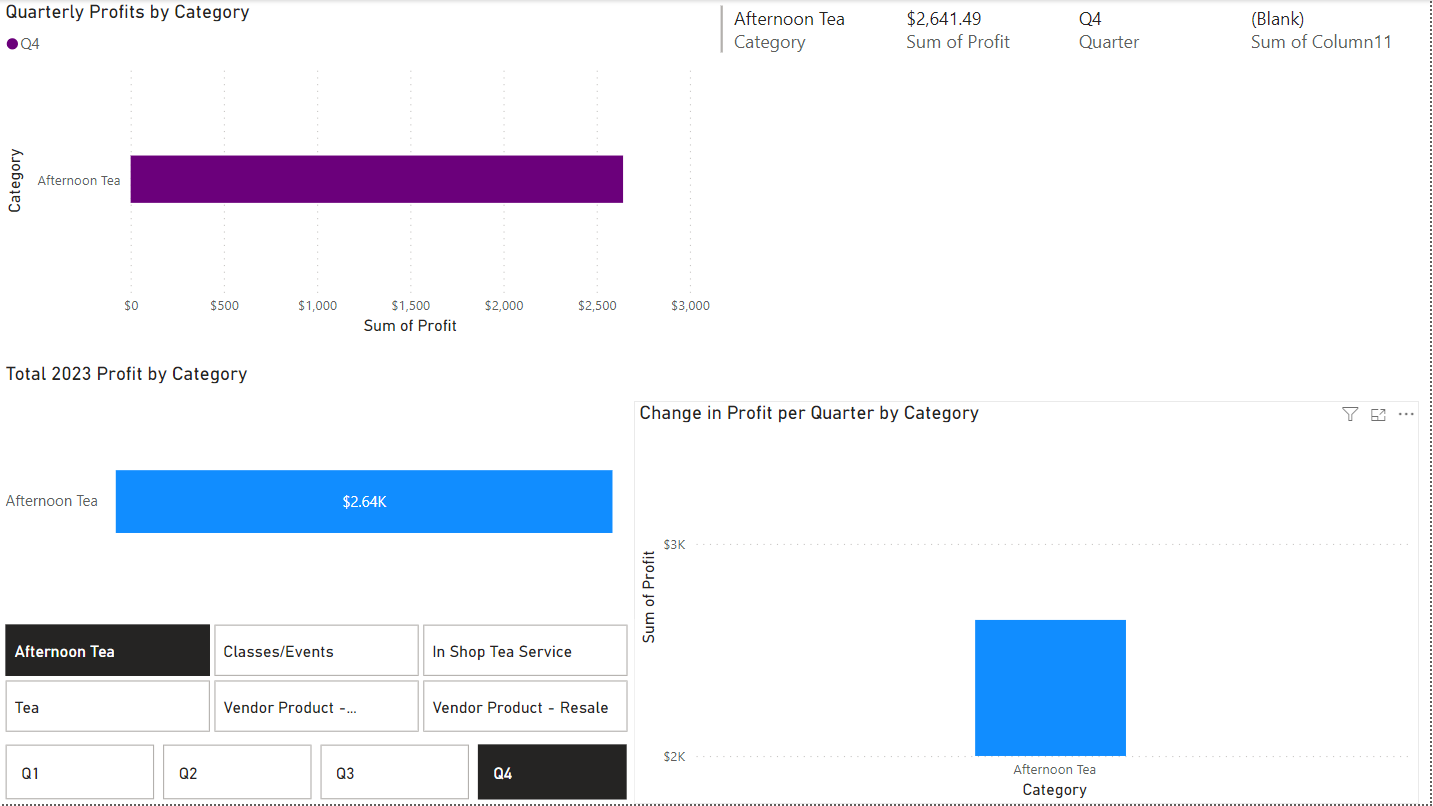 Quarterly Profits by Category
Q4
Afternoon Tea $2,641.49 Q4 (Blank)
Category Sum of Profit Quarter Sum of Column11
Category
Afternoon Tea
$0 $500 $1,000 $1,500 $2,000 $2,500 $3,000
Sum of Profit
Total 2023 Profit by Category
Afternoon Tea $2.64K
Change in Profit per Quarter by Category
Sum of Profit
$3K
$2K
Afternoon Tea
Category
Afternoon Tea Classes/Events In Shop Tea Service
Tea Vendor Product -... Vendor Product - Resale
Q1 Q2 Q3 Q4